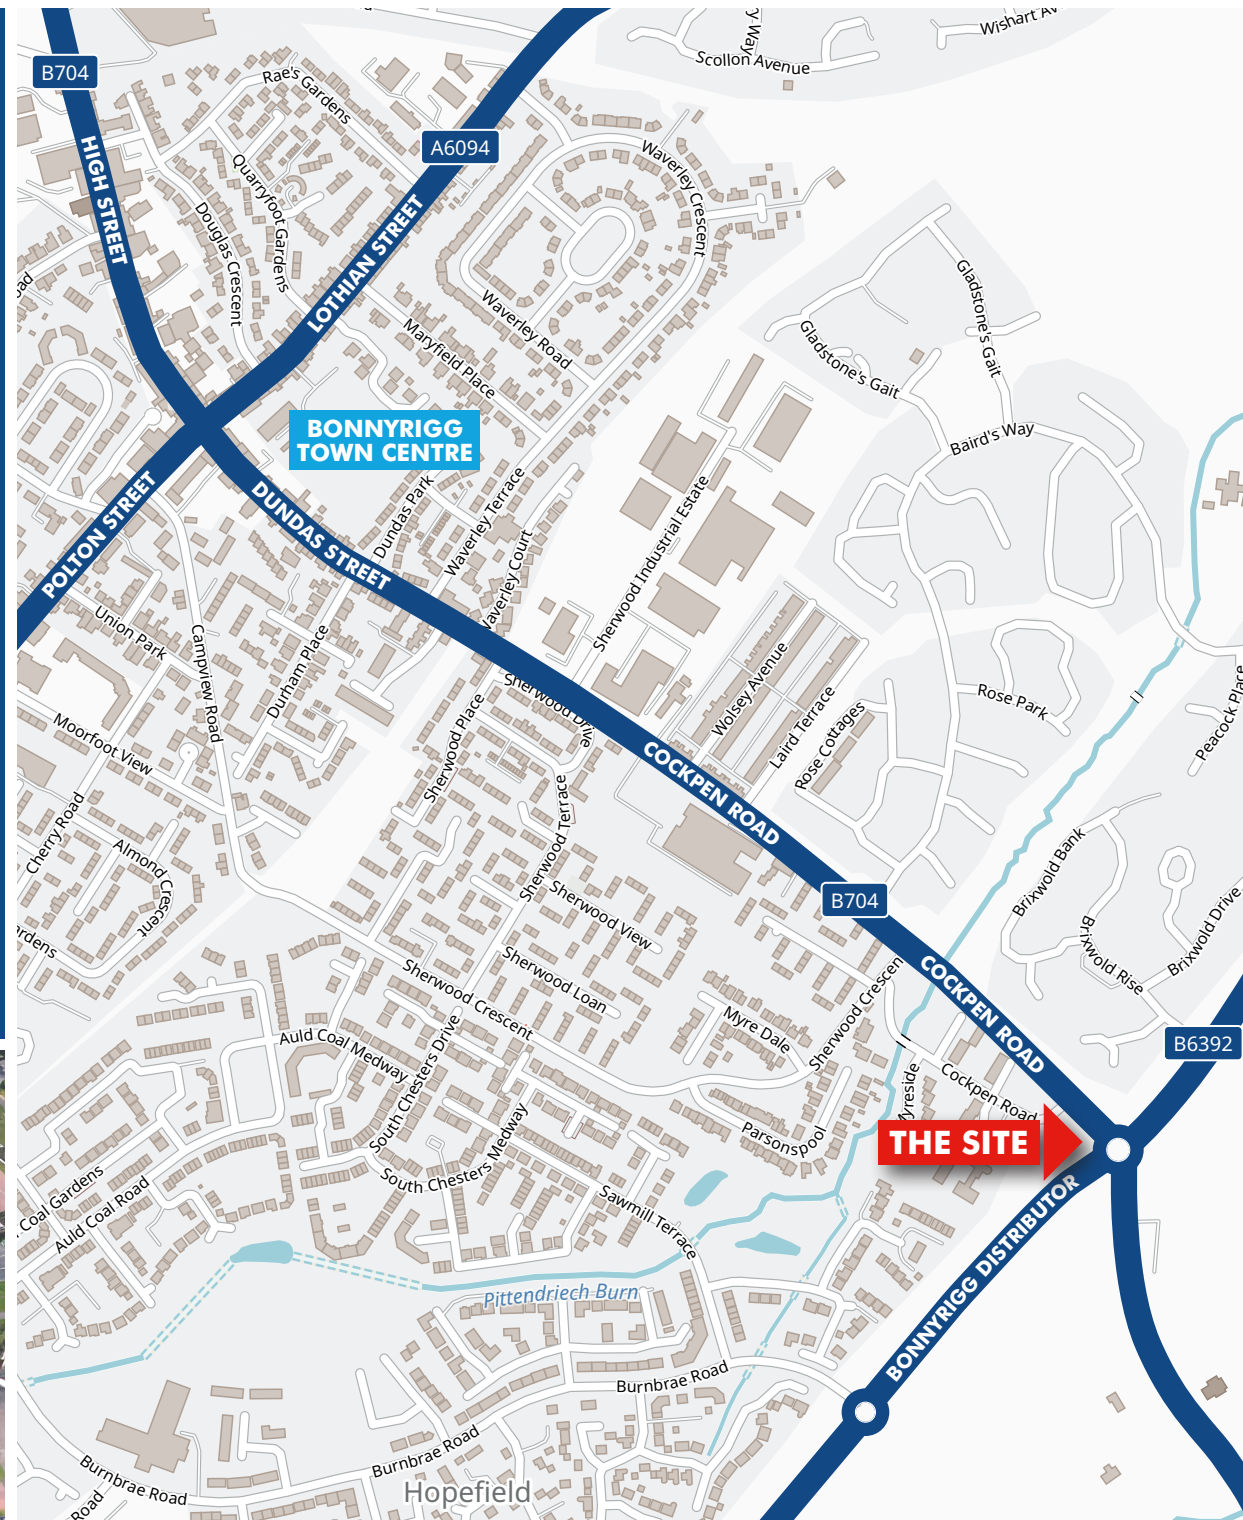 Wishart Av
Scollon Avenue
y Way
B704
Rae's Gardens
A6094
HIGH STREET
Quarryfoot Gardens
Waverley Crescent
Douglas Crescent
LOTHIAN STREET
oad
Gladstone's Gait
Waverley Road
Maryfield Place
Gladstone's Gait
BONNYRIGG
TOWN CENTRE
Baird's Way
POLTON STREET
DUNDAS STREET
Dundas Park
Waverley Terrace
Waverley Court
Sherwood Industrial Estate
Union Park
Campview Road
Durham Place
Sherwood Drive
Wolsey Avenue
Laird Terrace
Rose Cottages
Rose Park
Peacock Place
Moorfoot View
Sherwood Place
COCKPEN ROAD
Cherry Road
Almond Crescent
Sherwood Terrace
Brixwold Bank
B704
Sherwood View
ardens
Brixwold Drive
Brixwold Rise
Sherwood Loan
Sherwood Crescent
Sherwood Crescen
COCKPEN ROAD
Myre Dale
Auld Coal Medway
South Chesters Drive
B6392
Cockpen Road
Myreside
Parsonspool
THE SITE
South Chesters Medway
Coal Gardens
Auld Coal Road
Sawmill Terrace
BONNYRIGG DISTRIBUTOR
Pittendriech Burn
Burnbrae Road
Burnbrae Road
Burnbrae Road
Hopefield
Road